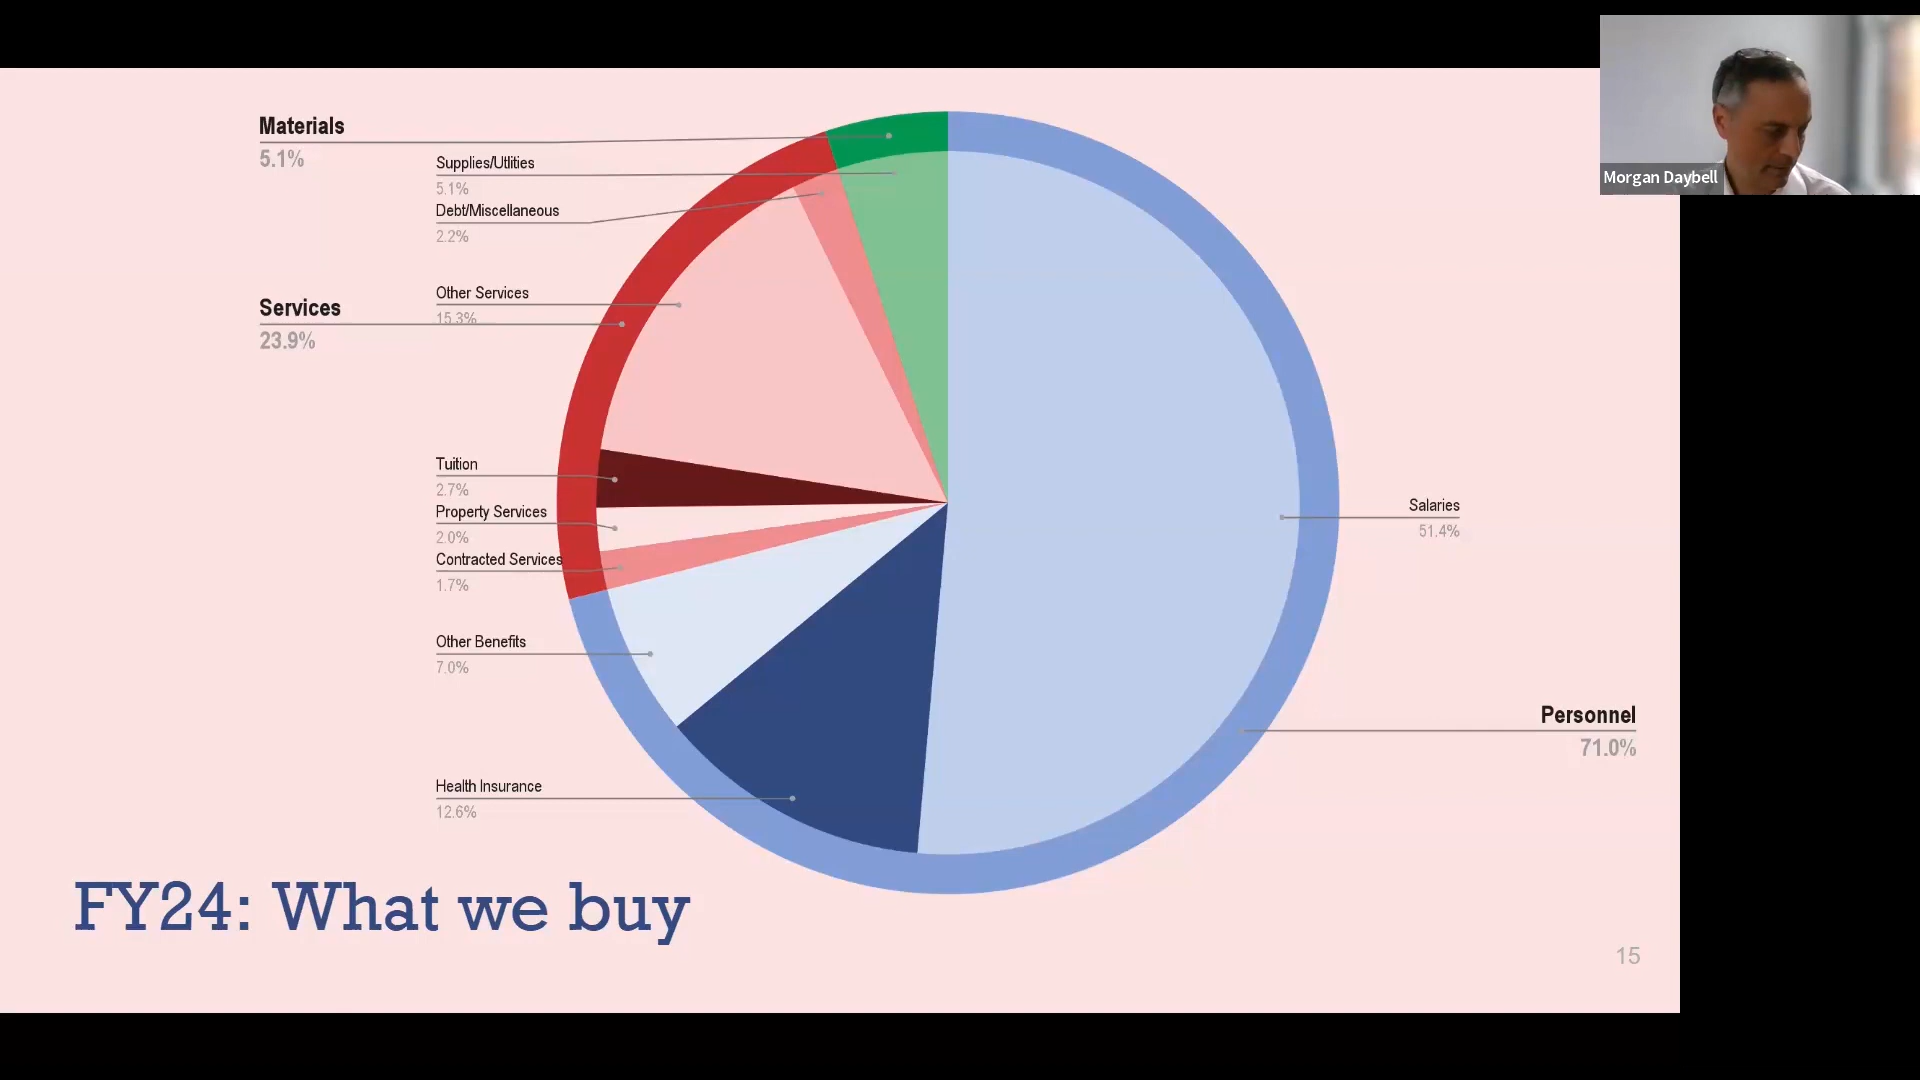 Morgan Daybell
Materials
5.1%
Supplies/Utlities
5.1%
Debt/Miscellaneous
2.2%
Other Services
15.3%
Services
23.9%
Tuition
2.7%
Property Services
2.0%
Contracted Services
1.7%
Other Benefits
7.0%
Health Insurance
12.6%
Salaries
51.4%
Personnel
71.0%
FY24: What we buy
15